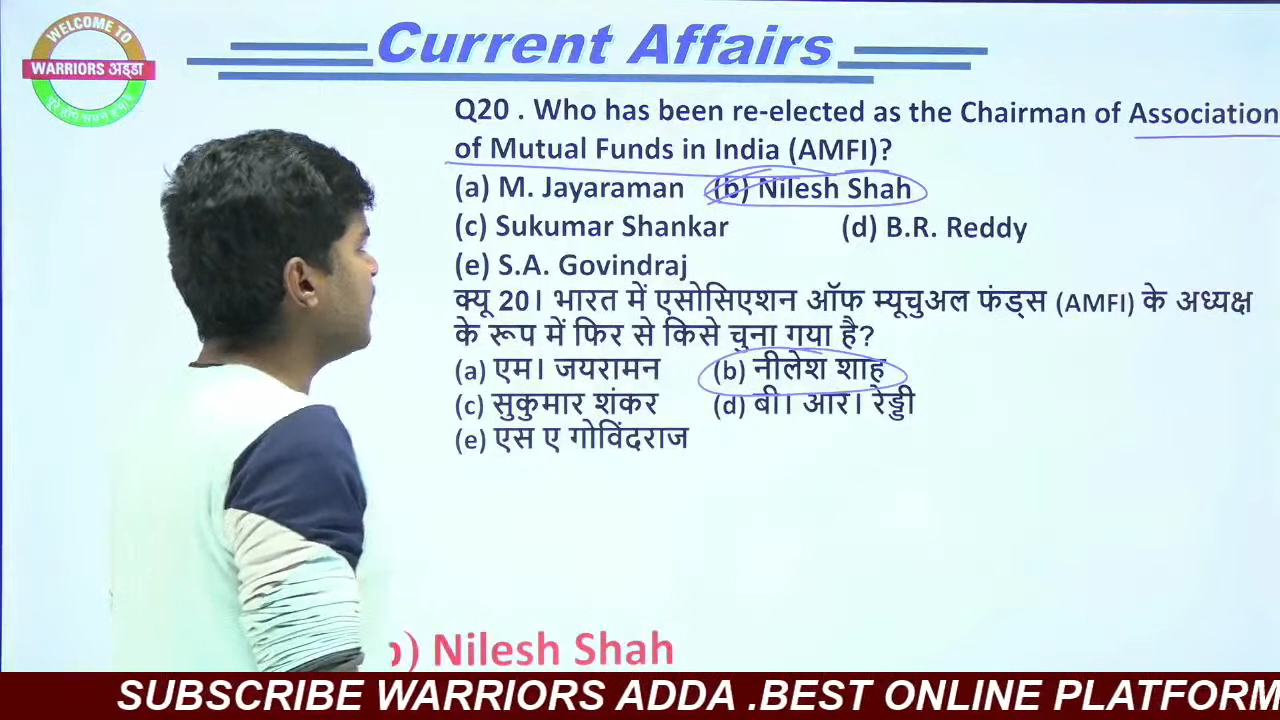 WELCOME TO
WARRIORS अड्डा
पूरे होंगे सपने ए मेरे
Current Affairs
Q20 . Who has been re-elected as the Chairman of Association
of Mutual Funds in India (AMFI)?
(a) M. Jayaraman (b) Nilesh Shah
(c) Sukumar Shankar (d) B.R. Reddy
(e) S.A. Govindraj
क्यू 20। भारत में एसोसिएशन ऑफ म्यूचुअल फंड्स (AMFI) के अध्यक्ष
के रूप में फिर से किसे चुना गया है?
(a) एम। जयरामन (b) नीलेश शाह
(c) सुकुमार शंकर (d) बी। आर। रेड्डी
(e) एस ए गोविंदराज
) Nilesh Shah
SUBSCRIBE WARRIORS ADDA .BEST ONLINE PLATFORM